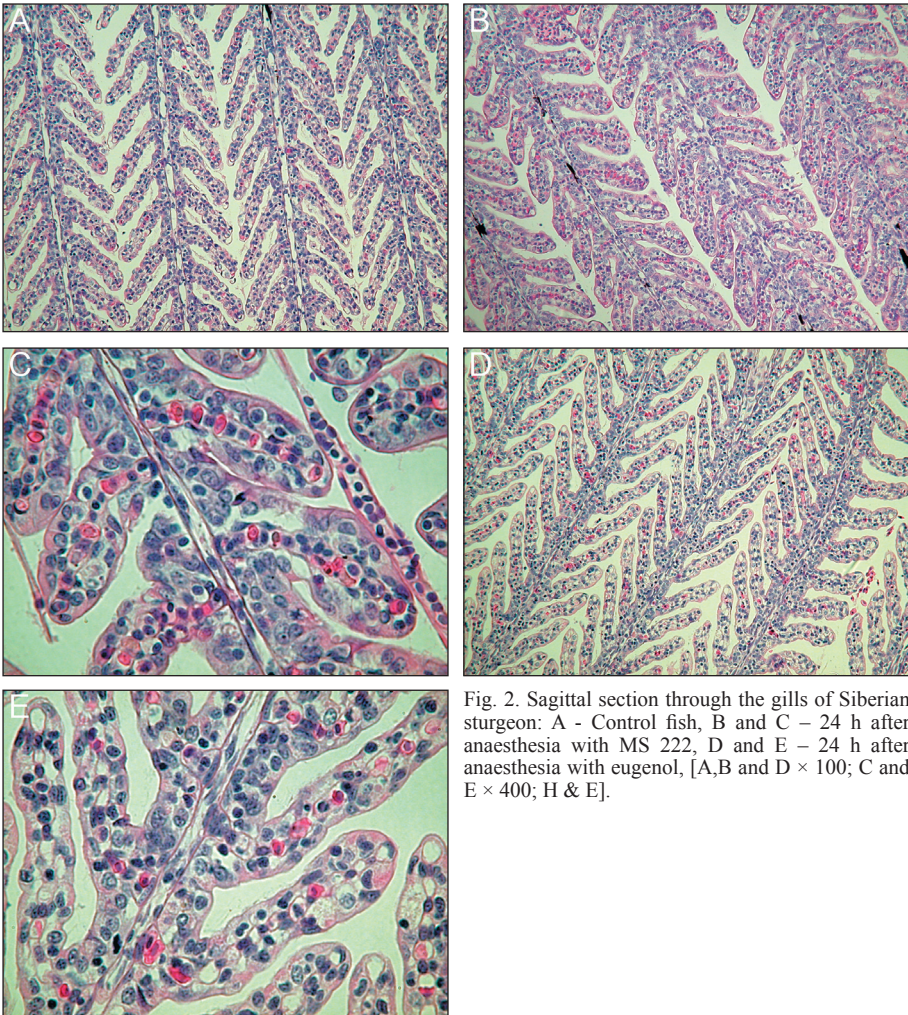 A
B
C
D
E
Fig. 2. Sagittal section through the gills of Siberian
sturgeon: A - Control fish, B and C – 24 h after
anaesthesia with MS 222, D and E – 24 h after
anaesthesia with eugenol, [A,B and D × 100; C and
E × 400; H & E].